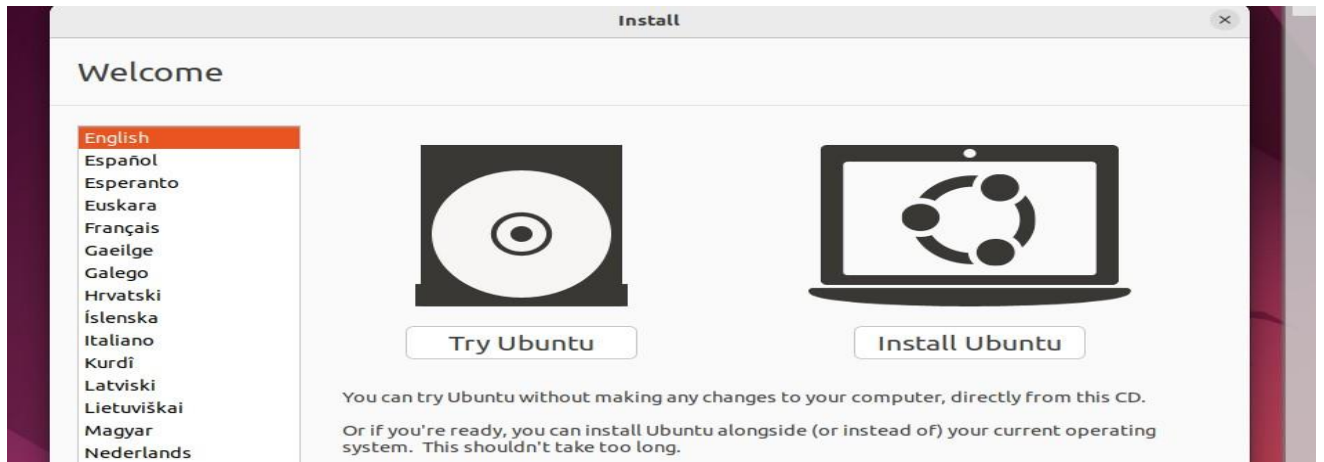 Install
Welcome
English
Español
Esperanto
Euskara
Français
Gaeilge
Galego
Hrvatski
Íslenska
Italiano
Kurdî
Latviski
Lietuviškai
Magyar
Nederlands
Try Ubuntu
Install Ubuntu
You can try Ubuntu without making any changes to your computer, directly from this CD.
Or if you're ready, you can install Ubuntu alongside (or instead of) your current operating
system. This shouldn't take too long.